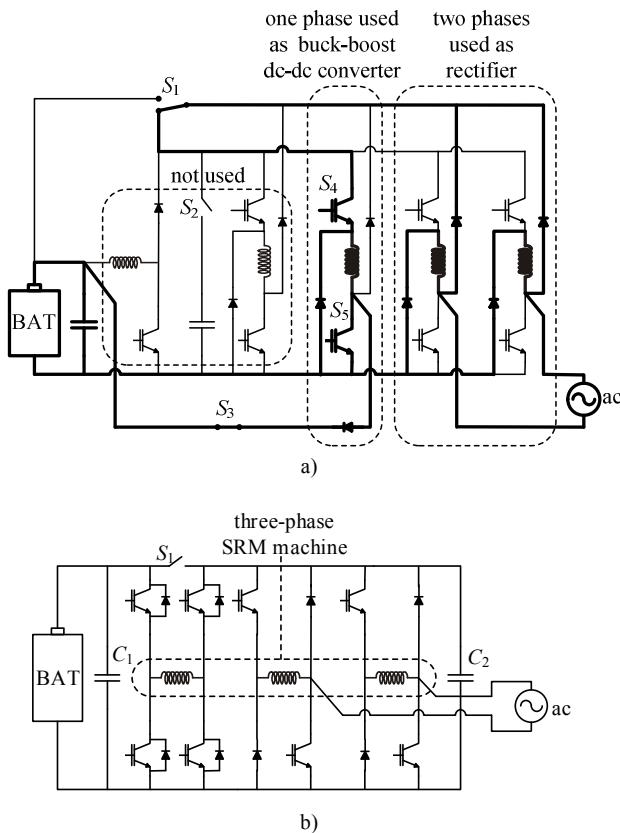 one phase used
as buck-boost
dc-dc converter
two phases
used as
rectifier
S1
not used
S2
S4
BAT
S5
S3
ac
a)
three-phase
SRM machine
S1
C1
C2
BAT
ac
b)